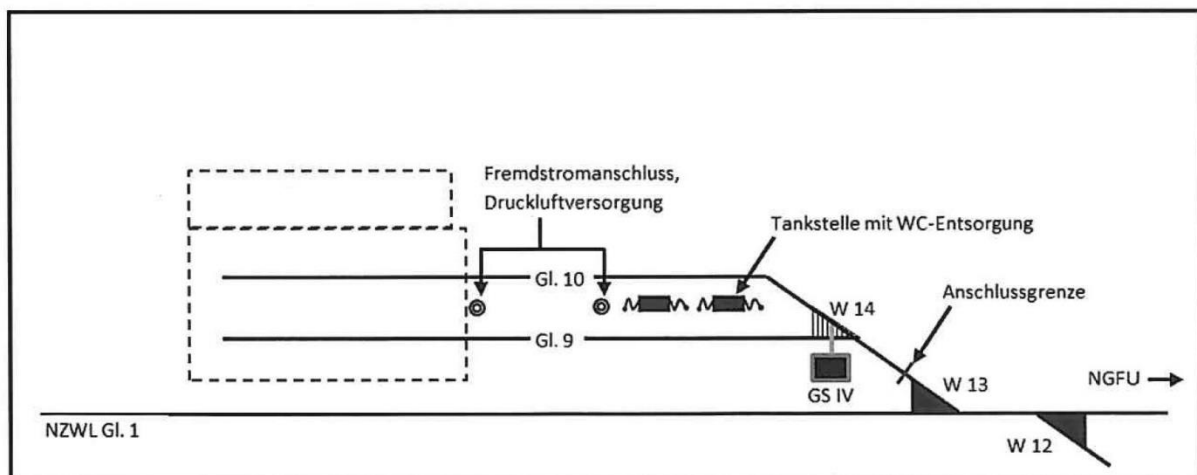 Fremdstromanschluss,
Druckluftversorgung
Tankstelle mit WC-Entsorgung
Gl. 10
Anschlussgrenze
W 14
Gl. 9
NGFU
W 13
GS IV
NZWL Gl. 1
W 12